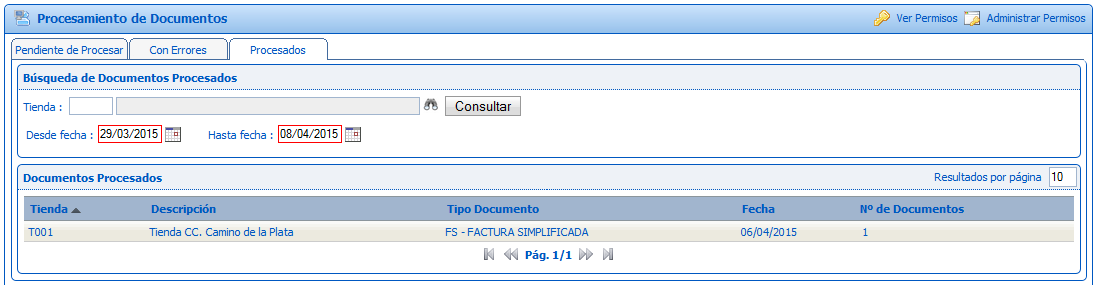 Procesamiento de Documentos Ver Permisos Administrar Permisos
Pendiente de Procesar Con Errores Procesados
Búsqueda de Documentos Procesados
Tienda : Consultar
Desde fecha : 29/03/2015 Hasta fecha : 08/04/2015
Documentos Procesados Resultados por página 10
Tienda Descripción Tipo Documento Fecha Nº de Documentos
T001 Tienda CC. Camino de la Plata FS - FACTURA SIMPLIFICADA 06/04/2015 1
Pág. 1/1